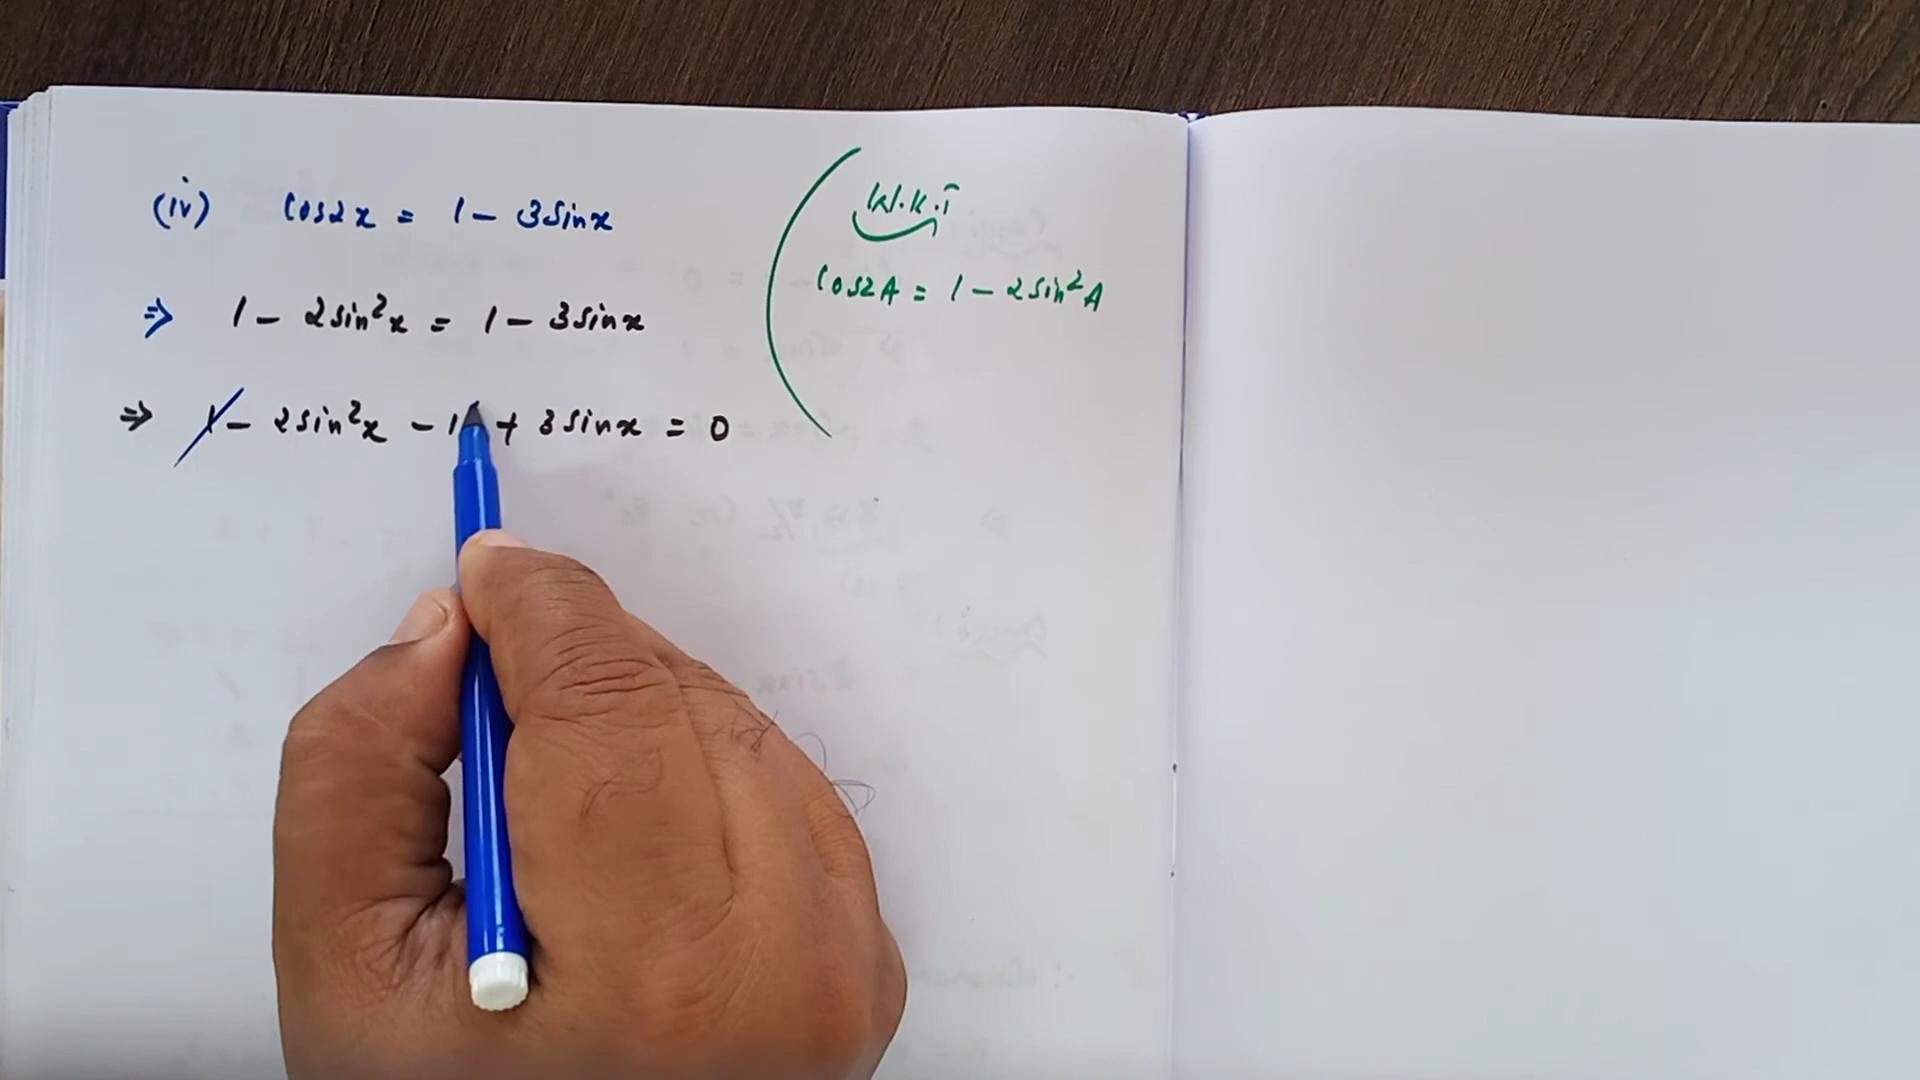 (iv) Cos2x = 1 - 3sinx
⇒ 1 - 2sin²x = 1 - 3sinx
⇒ 1 - 2sin²x - 1 + 3sinx = 0
W.K.T
Cos2A = 1 - 2sin²A